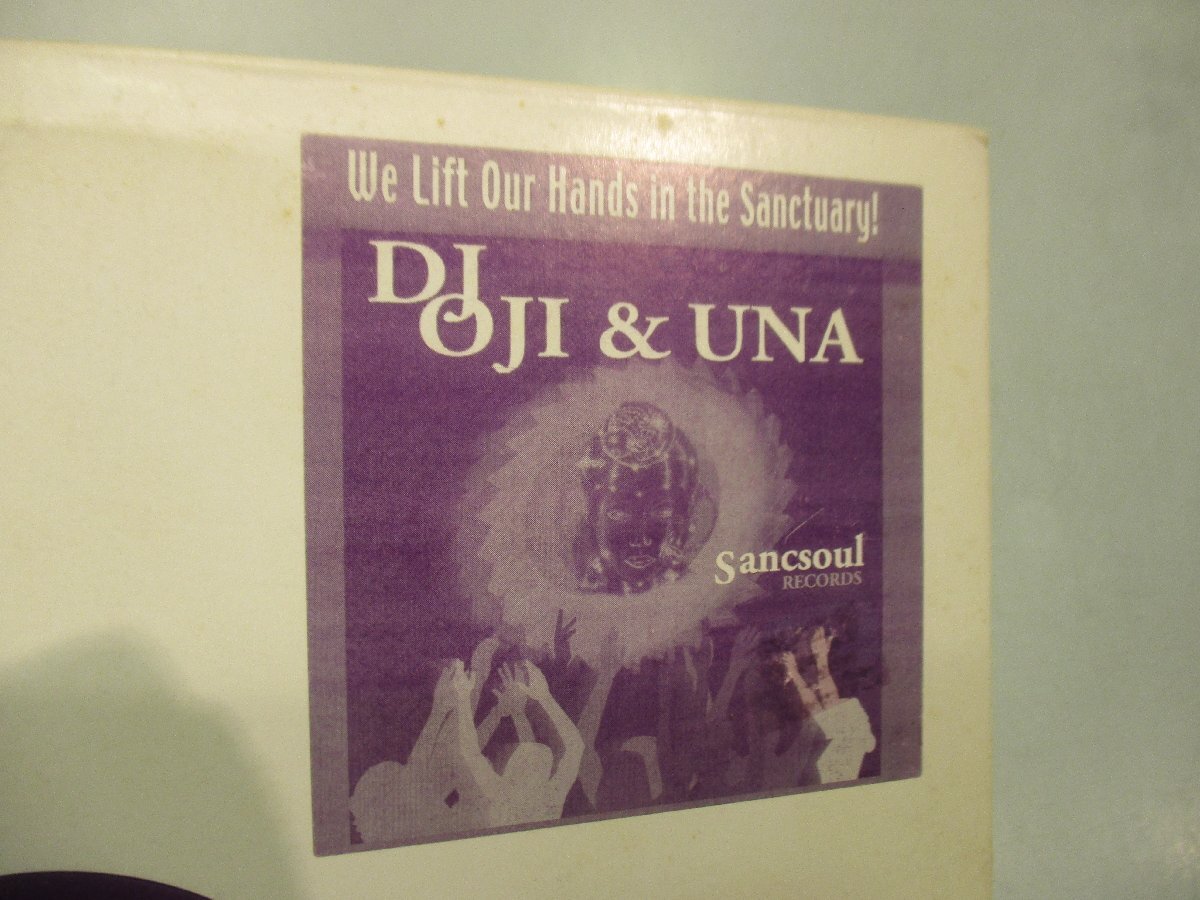 We Lift Our Hands in the Sanctuary!
DJ
OJI & UNA
Sancsoul
RECORDS